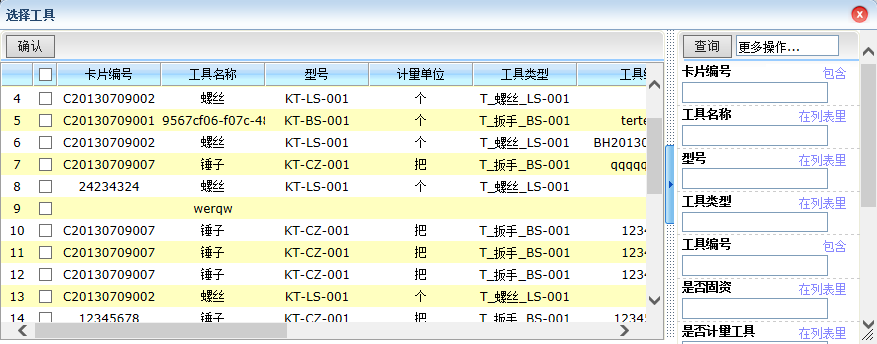 选择工具
确认
卡片编号 工具名称 型号 计量单位 工具类型 工具
4 C20130709002 螺丝 KT-LS-001 个 T_螺丝_LS-001
5 C20130709001 9567cf06-f07c-48 KT-BS-001 个 T_扳手_BS-001 terte
6 C20130709002 螺丝 KT-LS-001 个 T_螺丝_LS-001 BH20130
7 C20130709007 锤子 KT-CZ-001 把 T_扳手_BS-001 qqqqq
8 24234324 螺丝 KT-LS-001 个 T_螺丝_LS-001
9 werqw
10 C20130709007 锤子 KT-CZ-001 把 T_扳手_BS-001 1234
11 C20130709007 锤子 KT-CZ-001 把 T_扳手_BS-001 1234
12 C20130709007 锤子 KT-CZ-001 把 T_扳手_BS-001 1234
13 C20130709002 螺丝 KT-LS-001 个 T_螺丝_LS-001
14 12345678 锤子 KT-CZ-001 把 T_扳手_BS-001 1234
查询 更多操作...
卡片编号 包含
工具名称 在列表里
型号 在列表里
工具类型 在列表里
工具编号 包含
是否固资 在列表里
是否计量工具 在列表里